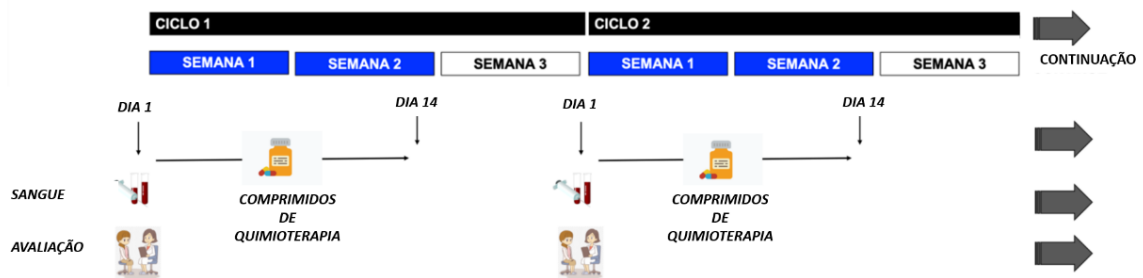 CICLO 1 CICLO 2
SEMANA 1 SEMANA 2 SEMANA 3 SEMANA 1 SEMANA 2 SEMANA 3
CONTINUAÇÃO
DIA 1 DIA 14 DIA 1 DIA 14
SANGUE
COMPRIMIDOS
DE
QUIMIOTERAPIA
COMPRIMIDOS
DE
QUIMIOTERAPIA
AVALIAÇÃO